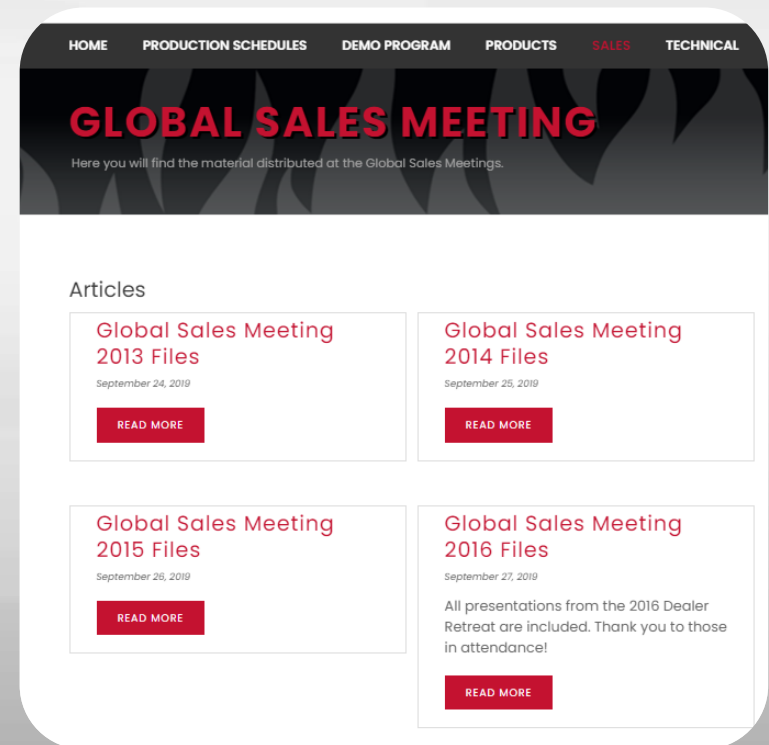 HOME PRODUCTION SCHEDULES DEMO PROGRAM PRODUCTS SALES TECHNICAL
GLOBAL SALES MEETING
Here you will find the material distributed at the Global Sales Meetings.
Articles
Global Sales Meeting
2013 Files
September 24, 2019
READ MORE
Global Sales Meeting
2014 Files
September 25, 2019
READ MORE
Global Sales Meeting
2015 Files
September 26, 2019
READ MORE
Global Sales Meeting
2016 Files
September 27, 2019
All presentations from the 2016 Dealer
Retreat are included. Thank you to those
in attendance!
READ MORE